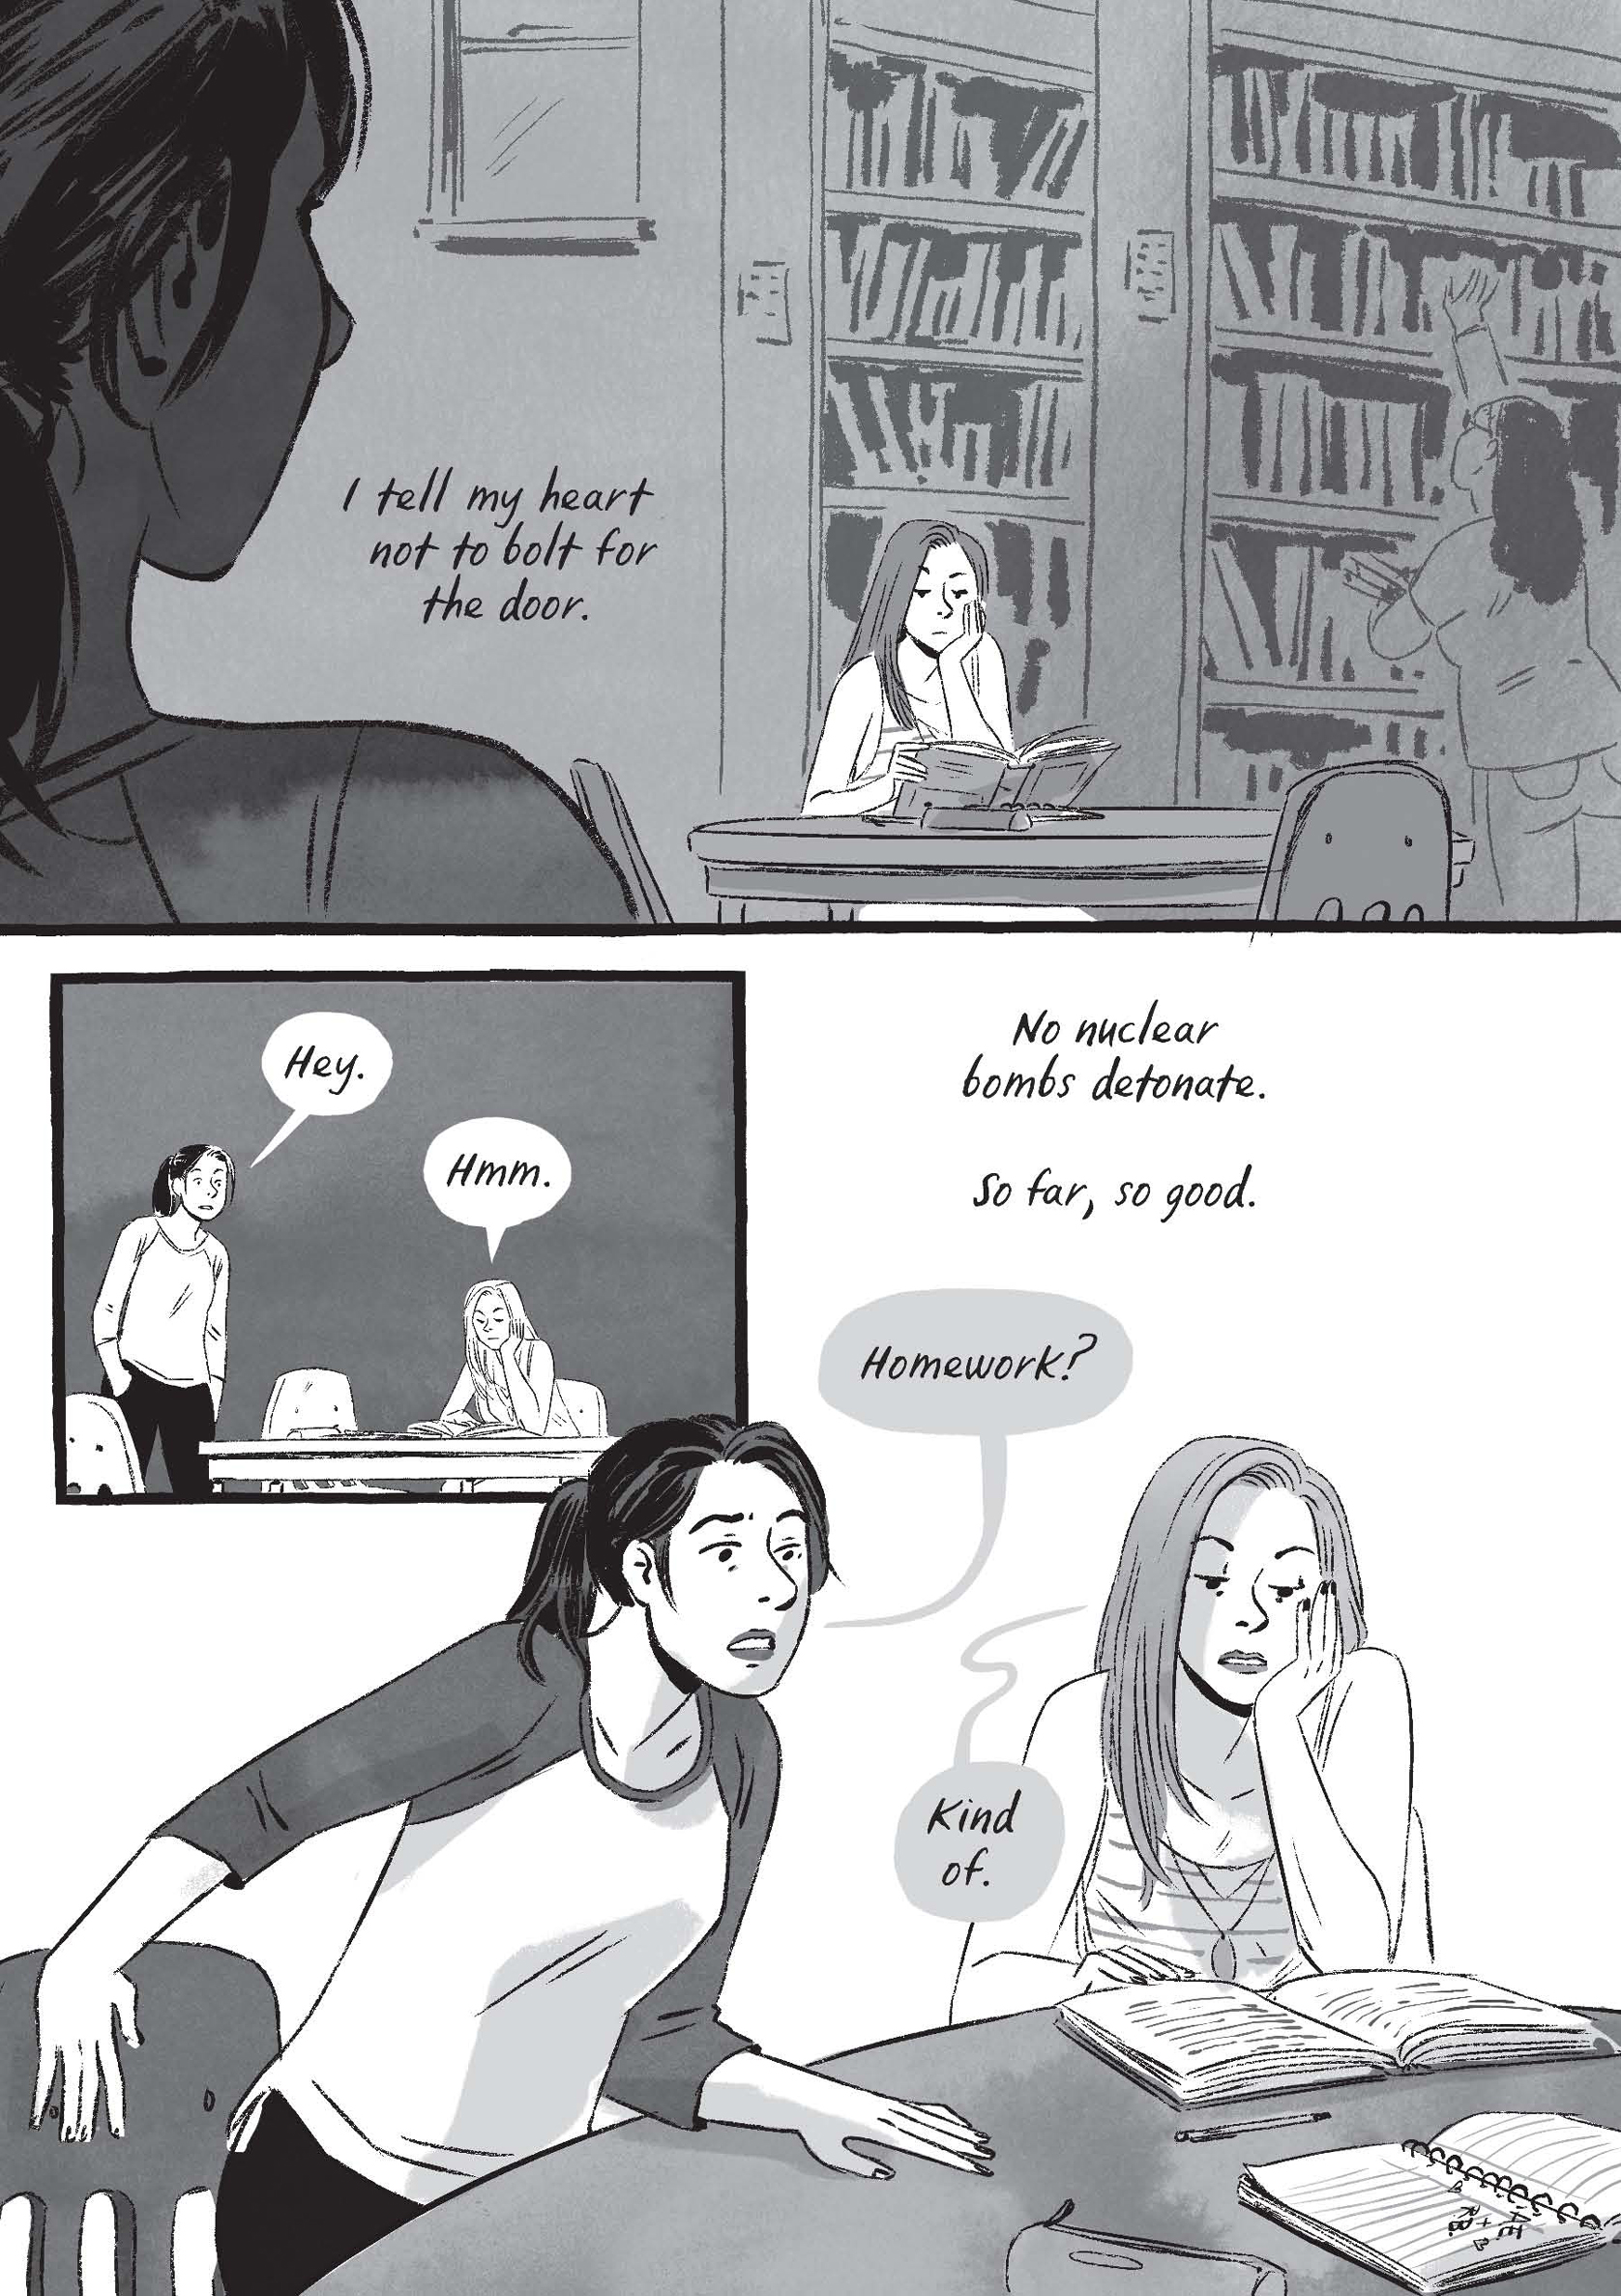 I tell my heart
not to bolt for
the door.
Hey.
Hmm.
No nuclear
bombs detonate.
So far, so good.
Homework?
Kind
of.